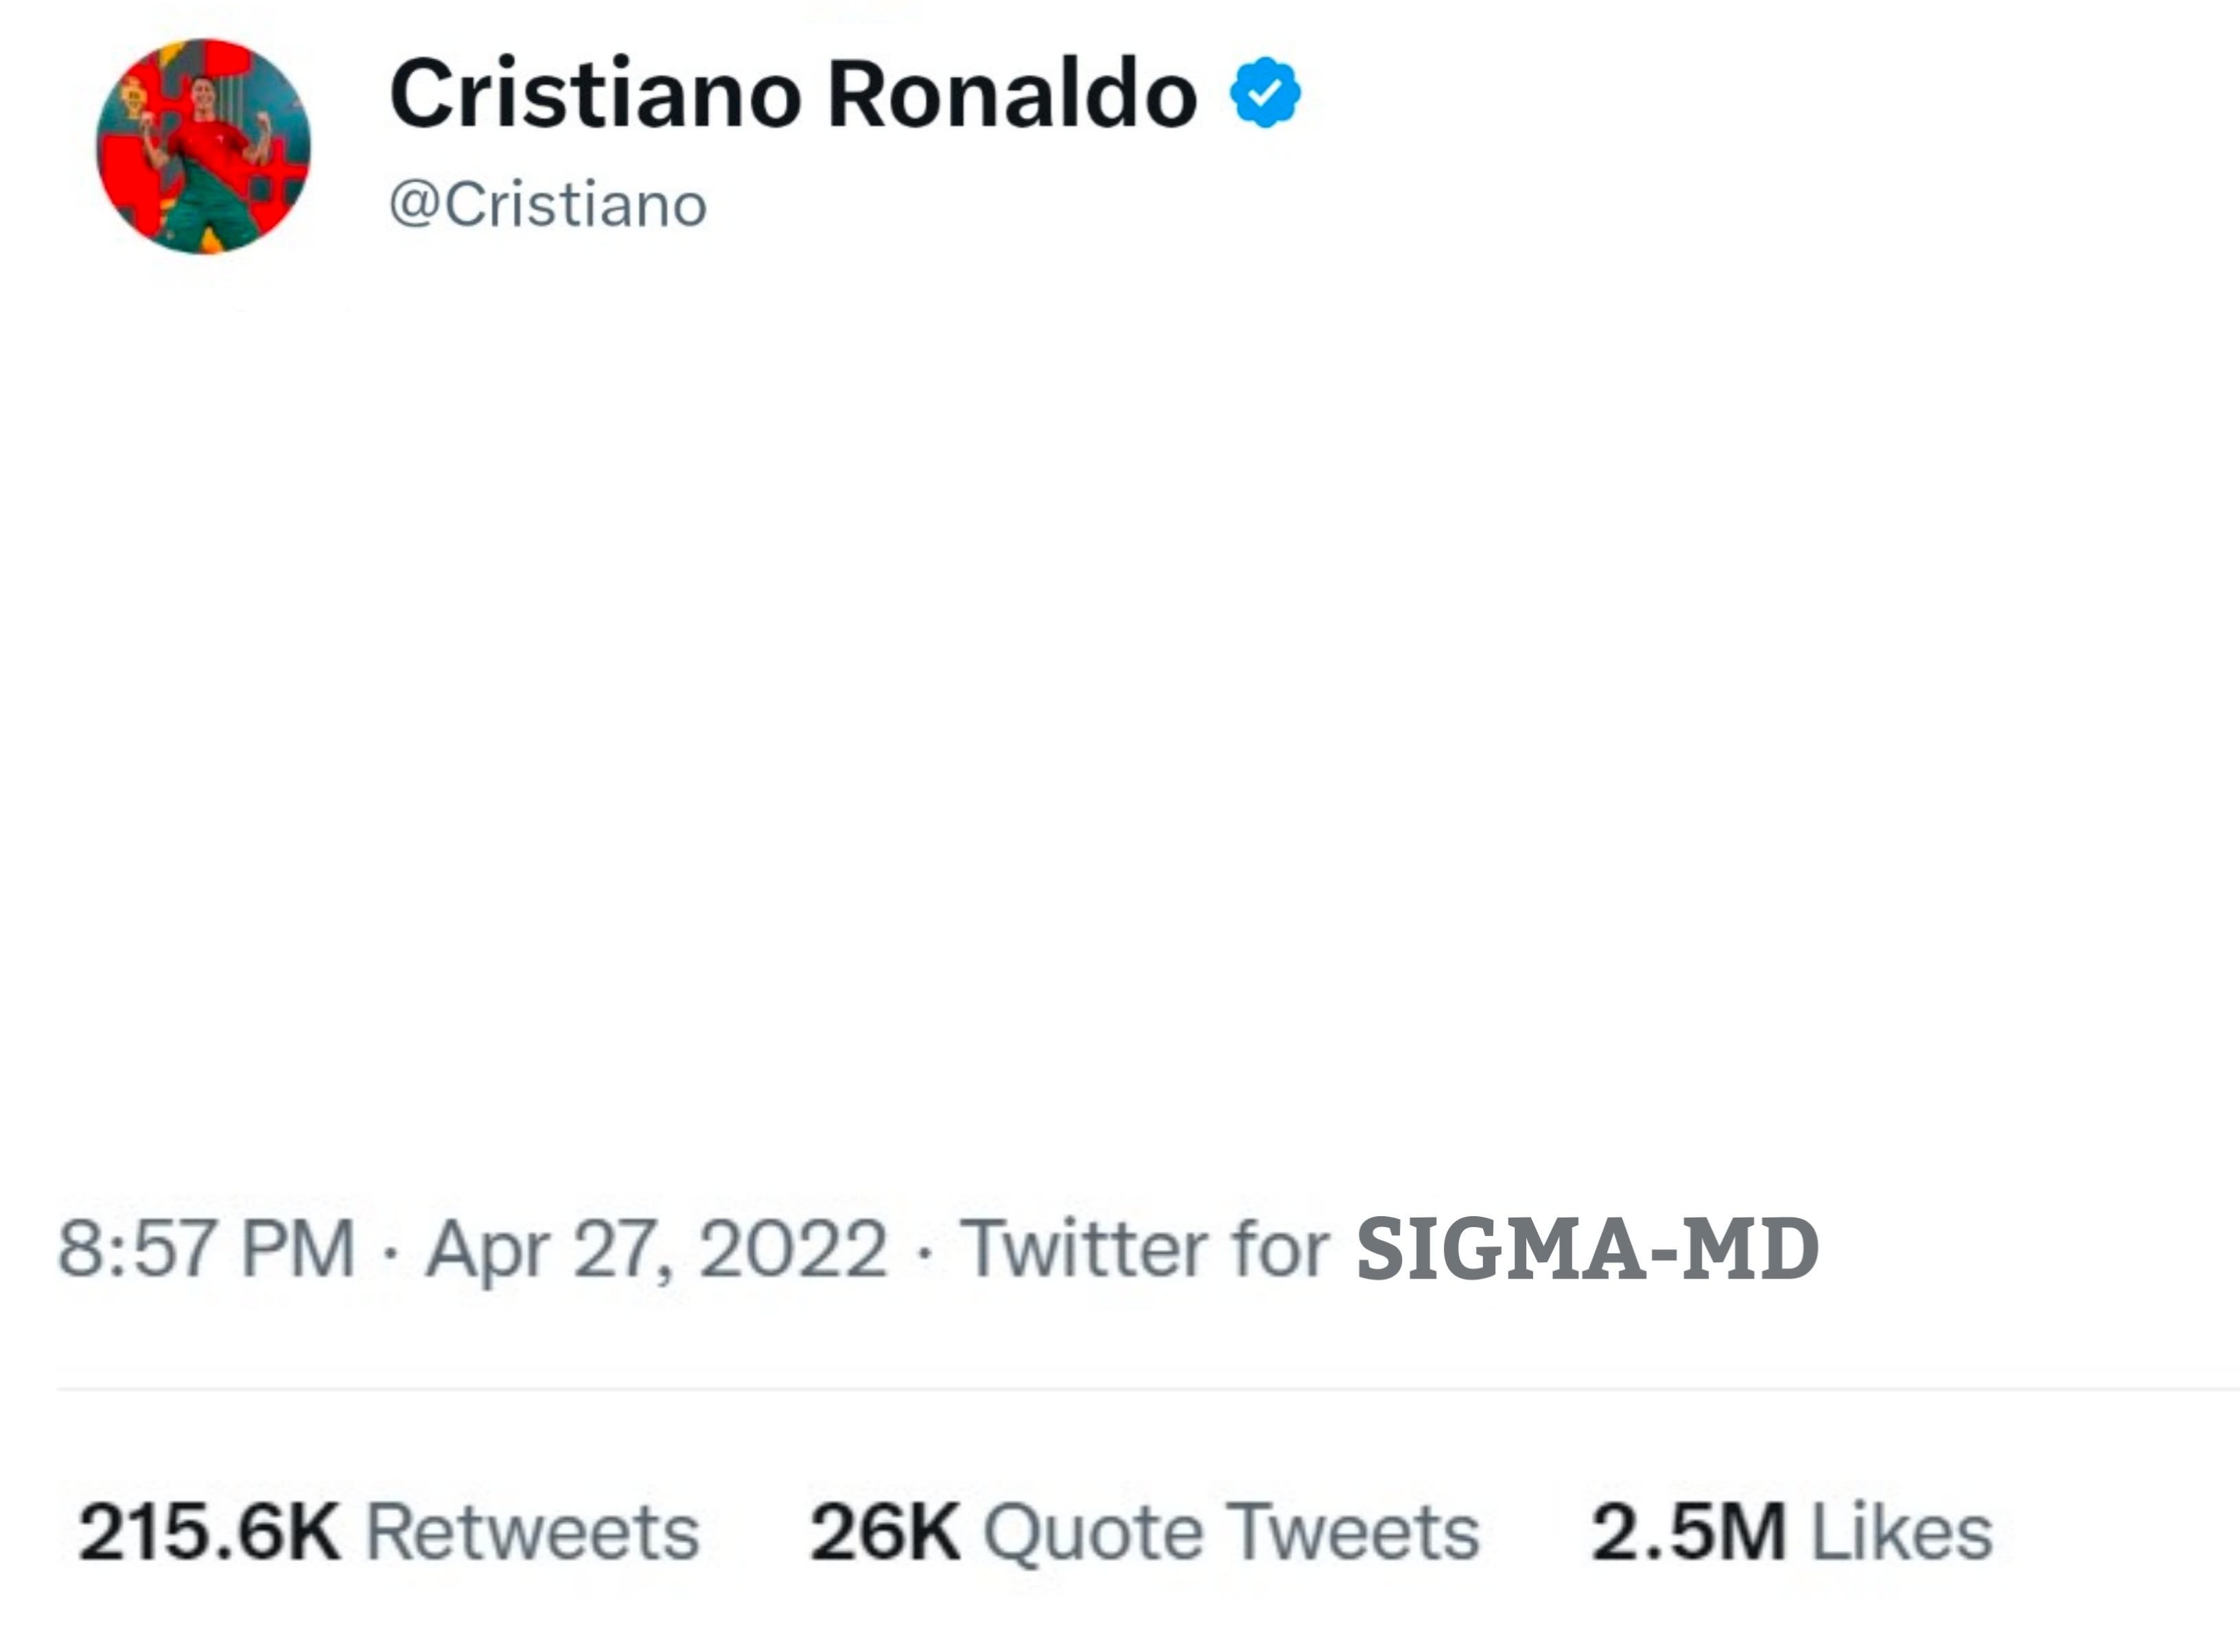 Cristiano Ronaldo
@Cristiano
8:57 PM · Apr 27, 2022 · Twitter for SIGMA-MD
215.6K Retweets 26K Quote Tweets 2.5M Likes